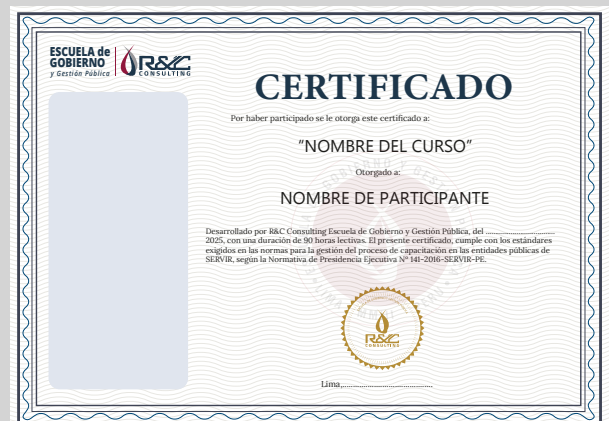 ESCUELA de
GOBIERNO
y Gestión Pública
R&C
CONSULTING
CERTIFICADO
Por haber participado se le otorga este certificado a:
"NOMBRE DEL CURSO"
Otorgado a:
NOMBRE DE PARTICIPANTE
Desarrollado por R&C Consulting Escuela de Gobierno y Gestión Pública, del ..............................
2025, con una duración de 90 horas lectivas. El presente certificado, cumple con los estándares
exigidos en las normas para la gestión del proceso de capacitación en las entidades públicas de
SERVIR, según la Normativa de Presidencia Ejecutiva Nº 141-2016-SERVIR-PE.
R&C
CONSULTING
Lima,........................................